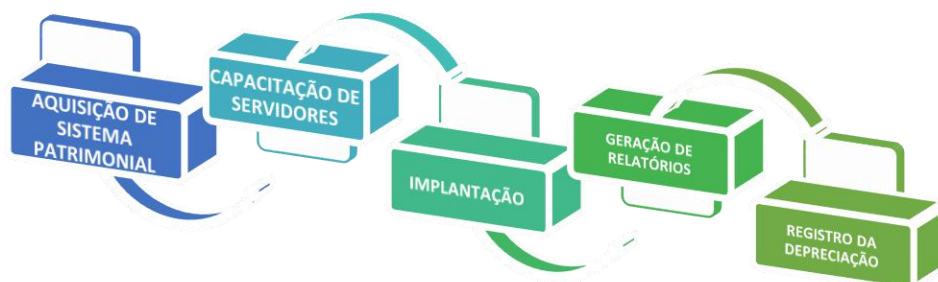 AQUISIÇÃO DE
SISTEMA
PATRIMONIAL
CAPACITAÇÃO DE
SERVIDORES
IMPLANTAÇÃO
GERAÇÃO DE
RELATÓRIOS
REGISTRO DA
DEPRECIAÇÃO